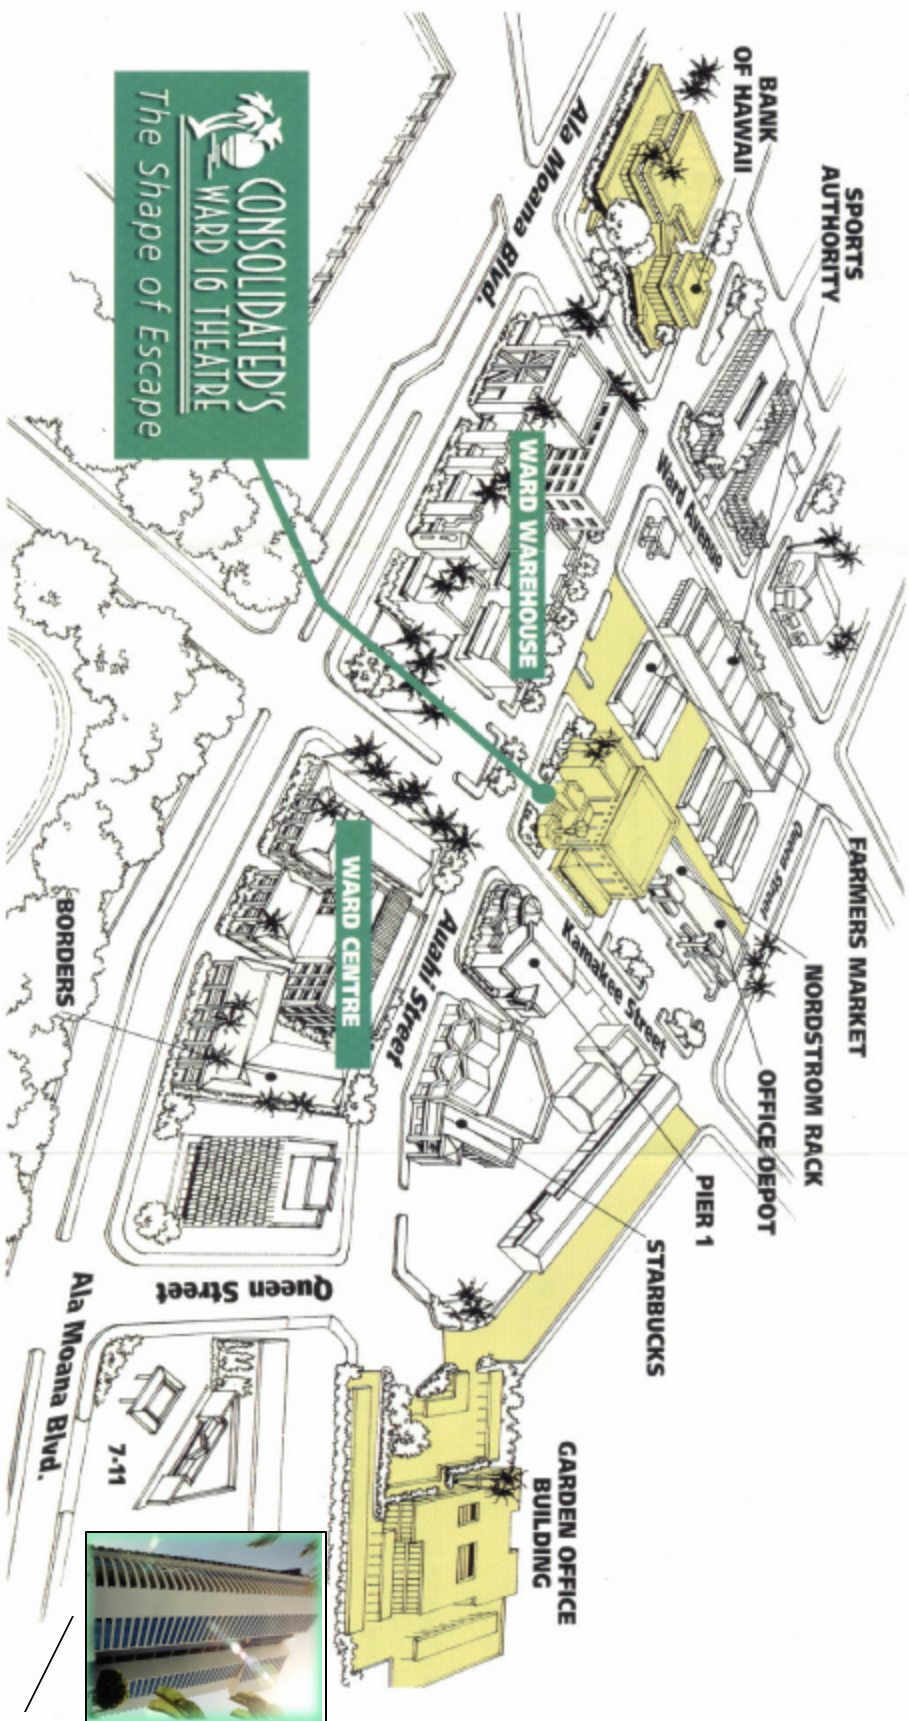 BANK
OF HAWAII
SPORTS
AUTHORITY
FARMERS MARKET
NORDSTROM RACK
OFFICE DEPOT
PIER 1
STARBUCKS
GARDEN OFFICE
BUILDING
Ala Moana Blvd.
Ward Avenue
Queen Street
WARD WAREHOUSE
Kamakee Street
Auahi Street
WARD CENTRE
CONSOLIDATED'S
WARD 16 THEATRE
The Shape of Escape
BORDERS
Queen Street
Ala Moana Blvd.
7-11